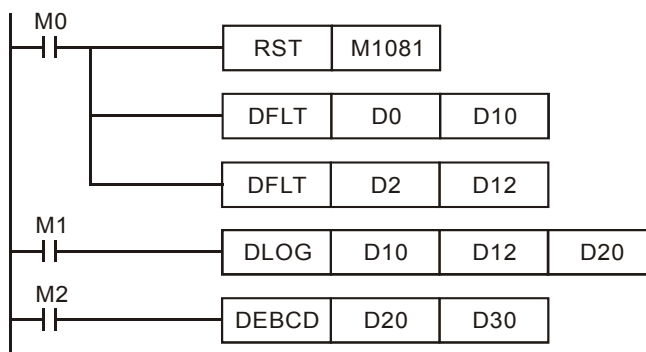 M0
RST M1081
DFLT D0 D10
DFLT D2 D12
M1
DLOG D10 D12 D20
M2
DEBCD D20 D30